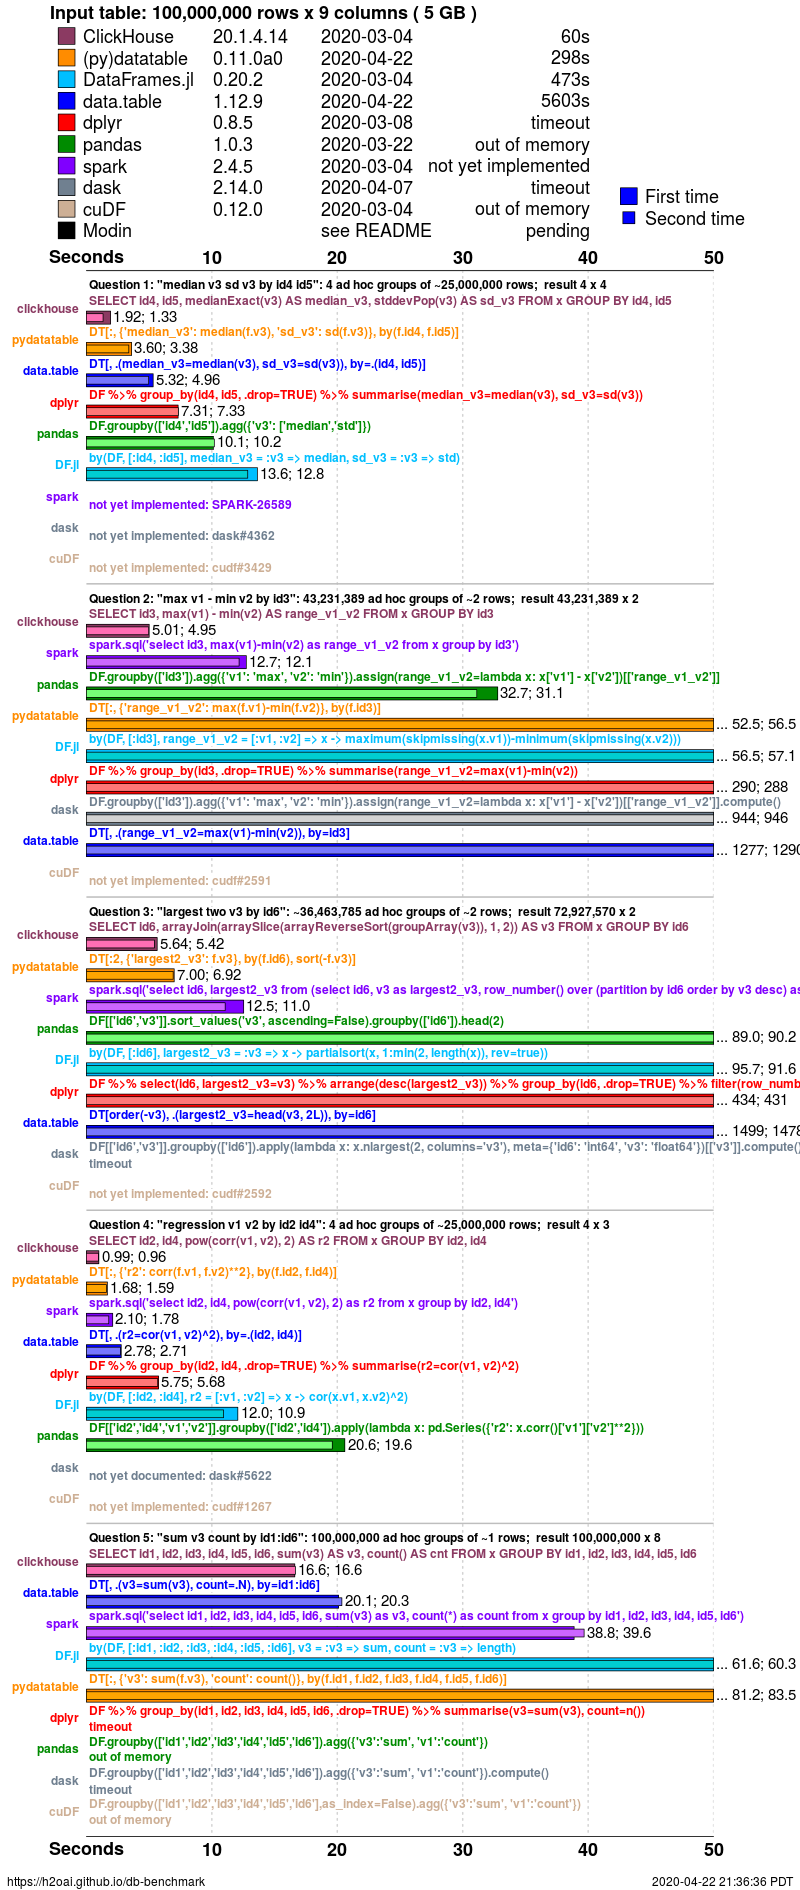 Input table: 100,000,000 rows x 9 columns ( 5 GB )
ClickHouse 20.1.4.14 2020-03-04 60s
(py)datatable 0.11.0a0 2020-04-22 298s
DataFrames.jl 0.20.2 2020-03-04 473s
data.table 1.12.9 2020-04-22 5603s
dplyr 0.8.5 2020-03-08 timeout
pandas 1.0.3 2020-03-22 out of memory
spark 2.4.5 2020-03-04 not yet implemented
dask 2.14.0 2020-04-07 timeout
First time
cuDF 0.12.0 2020-03-04 out of memory
Second time
Modin see README pending
Seconds 10 20 30 40 50
Question 1: "median v3 sd v3 by id4 id5": 4 ad hoc groups of ~25,000,000 rows; result 4 x 4
SELECT id4, id5, medianExact(v3) AS median_v3, stddevPop(v3) AS sd_v3 FROM x GROUP BY id4, id5
clickhouse 1.92; 1.33
DT[:, {'median_v3': median(f.v3), 'sd_v3': sd(f.v3)}, by(f.id4, f.id5)]
pydatatable 3.60; 3.38
DT[, .(median_v3=median(v3), sd_v3=sd(v3)), by=.(id4, id5)]
data.table 5.32; 4.96
DF %>% group_by(id4, id5, .drop=TRUE) %>% summarise(median_v3=median(v3), sd_v3=sd(v3))
dplyr 7.31; 7.33
DF.groupby(['id4','id5']).agg({'v3': ['median','std']})
pandas 10.1; 10.2
by(DF, [:id4, :id5], median_v3 = :v3 => median, sd_v3 = :v3 => std)
DF.jl 13.6; 12.8
spark not yet implemented: SPARK-26589
dask not yet implemented: dask#4362
cuDF not yet implemented: cudf#3429
Question 2: "max v1 - min v2 by id3": 43,231,389 ad hoc groups of ~2 rows; result 43,231,389 x 2
SELECT id3, max(v1) - min(v2) AS range_v1_v2 FROM x GROUP BY id3
clickhouse 5.01; 4.95
spark.sql('select id3, max(v1)-min(v2) as range_v1_v2 from x group by id3')
spark 12.7; 12.1
DF.groupby(['id3']).agg({'v1': 'max', 'v2': 'min'}).assign(range_v1_v2=lambda x: x['v1'] - x['v2'])[['range_v1_v2']]
pandas 32.7; 31.1
DT[:, {'range_v1_v2': max(f.v1)-min(f.v2)}, by(f.id3)]
pydatatable ... 52.5; 56.5
by(DF, [:id3], range_v1_v2 = [:v1, :v2] => x -> maximum(skipmissing(x.v1))-minimum(skipmissing(x.v2)))
DF.jl ... 56.5; 57.1
DF %>% group_by(id3, .drop=TRUE) %>% summarise(range_v1_v2=max(v1)-min(v2))
dplyr ... 290; 288
DF.groupby(['id3']).agg({'v1': 'max', 'v2': 'min'}).assign(range_v1_v2=lambda x: x['v1'] - x['v2'])[['range_v1_v2']].compute()
dask ... 944; 946
DT[, .(range_v1_v2=max(v1)-min(v2)), by=id3]
data.table ... 1277; 1290
cuDF not yet implemented: cudf#2591
Question 3: "largest two v3 by id6": ~36,463,785 ad hoc groups of ~2 rows; result 72,927,570 x 2
SELECT id6, arrayJoin(arraySlice(arrayReverseSort(groupArray(v3)), 1, 2)) AS v3 FROM x GROUP BY id6
clickhouse 5.64; 5.42
DT[:2, {'largest2_v3': f.v3}, by(f.id6), sort(-f.v3)]
pydatatable 7.00; 6.92
spark.sql('select id6, largest2_v3 from (select id6, v3 as largest2_v3, row_number() over (partition by id6 order by v3 desc) as
spark 12.5; 11.0
DF[['id6','v3']].sort_values('v3', ascending=False).groupby(['id6']).head(2)
pandas ... 89.0; 90.2
by(DF, [:id6], largest2_v3 = :v3 => x -> partialsort(x, 1:min(2, length(x)), rev=true))
DF.jl ... 95.7; 91.6
DF %>% select(id6, largest2_v3=v3) %>% arrange(desc(largest2_v3)) %>% group_by(id6, .drop=TRUE) %>% filter(row_numb
dplyr ... 434; 431
DT[order(-v3), .(largest2_v3=head(v3, 2L)), by=id6]
data.table ... 1499; 1478
DF[['id6','v3']].groupby(['id6']).apply(lambda x: x.nlargest(2, columns='v3'), meta={'id6': 'int64', 'v3': 'float64'})[['v3']].compute()
dask timeout
cuDF not yet implemented: cudf#2592
Question 4: "regression v1 v2 by id2 id4": 4 ad hoc groups of ~25,000,000 rows; result 4 x 3
SELECT id2, id4, pow(corr(v1, v2), 2) AS r2 FROM x GROUP BY id2, id4
clickhouse 0.99; 0.96
DT[:, {'r2': corr(f.v1, f.v2)**2}, by(f.id2, f.id4)]
pydatatable 1.68; 1.59
spark.sql('select id2, id4, pow(corr(v1, v2), 2) as r2 from x group by id2, id4')
spark 2.10; 1.78
DT[, .(r2=cor(v1, v2)^2), by=.(id2, id4)]
data.table 2.78; 2.71
DF %>% group_by(id2, id4, .drop=TRUE) %>% summarise(r2=cor(v1, v2)^2)
dplyr 5.75; 5.68
by(DF, [:id2, :id4], r2 = [:v1, :v2] => x -> cor(x.v1, x.v2)^2)
DF.jl 12.0; 10.9
DF[['id2','id4','v1','v2']].groupby(['id2','id4']).apply(lambda x: pd.Series({'r2': x.corr()['v1']['v2']**2}))
pandas 20.6; 19.6
dask not yet documented: dask#5622
cuDF not yet implemented: cudf#1267
Question 5: "sum v3 count by id1:id6": 100,000,000 ad hoc groups of ~1 rows; result 100,000,000 x 8
SELECT id1, id2, id3, id4, id5, id6, sum(v3) AS v3, count() AS cnt FROM x GROUP BY id1, id2, id3, id4, id5, id6
clickhouse 16.6; 16.6
DT[, .(v3=sum(v3), count=.N), by=id1:id6]
data.table 20.1; 20.3
spark.sql('select id1, id2, id3, id4, id5, id6, sum(v3) as v3, count(*) as count from x group by id1, id2, id3, id4, id5, id6')
spark 38.8; 39.6
by(DF, [:id1, :id2, :id3, :id4, :id5, :id6], v3 = :v3 => sum, count = :v3 => length)
DF.jl ... 61.6; 60.3
DT[:, {'v3': sum(f.v3), 'count': count()}, by(f.id1, f.id2, f.id3, f.id4, f.id5, f.id6)]
pydatatable ... 81.2; 83.5
DF %>% group_by(id1, id2, id3, id4, id5, id6, .drop=TRUE) %>% summarise(v3=sum(v3), count=n())
dplyr timeout
DF.groupby(['id1','id2','id3','id4','id5','id6']).agg({'v3':'sum', 'v1':'count'})
pandas out of memory
DF.groupby(['id1','id2','id3','id4','id5','id6']).agg({'v3':'sum', 'v1':'count'}).compute()
dask timeout
DF.groupby(['id1','id2','id3','id4','id5','id6'],as_index=False).agg({'v3':'sum', 'v1':'count'})
cuDF out of memory
Seconds 10 20 30 40 50
https://h2oai.github.io/db-benchmark 2020-04-22 21:36:36 PDT